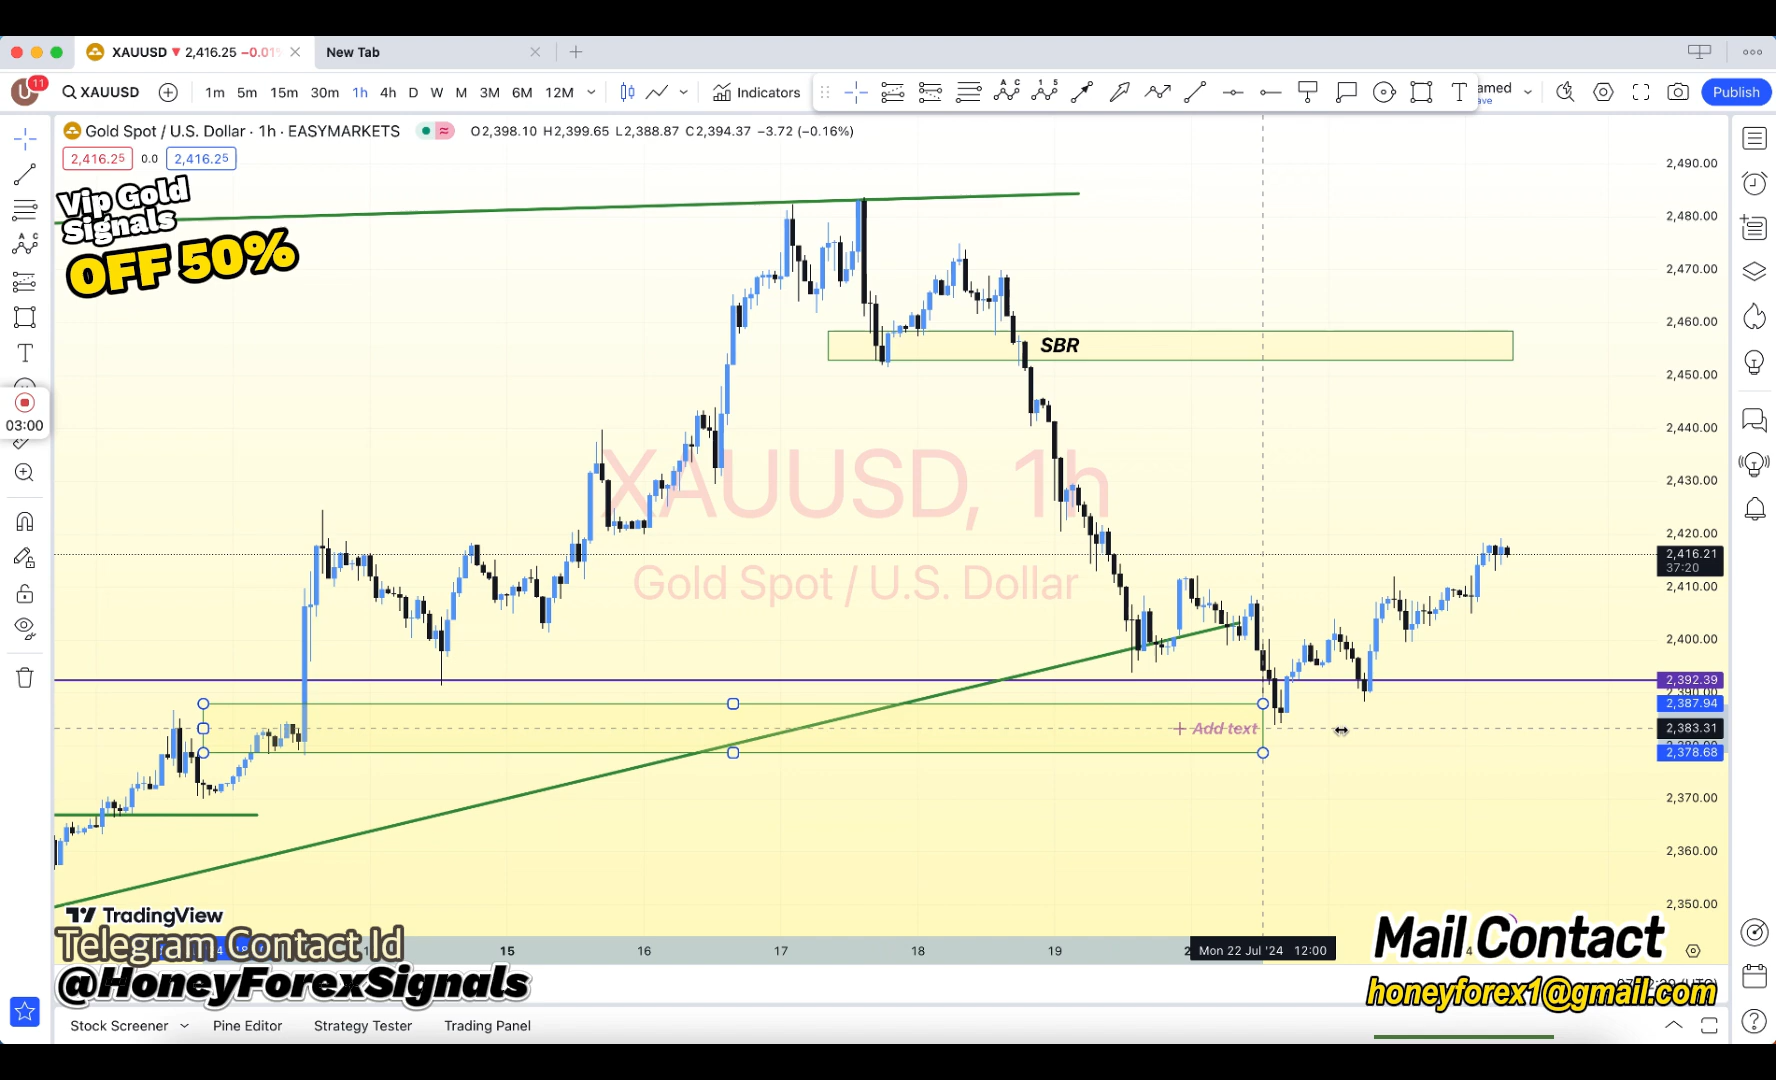 XAUUSD ▼ 2,416.25 −0.01%
New Tab
11
U
XAUUSD
1m 5m 15m 30m 1h 4h D W M 3M 6M 12M
Indicators
Publish
Gold Spot / U.S. Dollar · 1h · EASYMARKETS
O2,398.10 H2,399.65 L2,388.87 C2,394.37 −3.72 (−0.16%)
2,416.25 0.0 2,416.25
Vip Gold
Signals
OFF 50%
03:00
SBR
XAUUSD, 1h
Gold Spot / U.S. Dollar
+ Add text
2,490.00
2,480.00
2,470.00
2,460.00
2,450.00
2,440.00
2,430.00
2,420.00
2,416.21
37:20
2,410.00
2,400.00
2,392.39
2,390.00
2,387.94
2,383.31
2,378.68
2,370.00
2,360.00
2,350.00
TradingView
Telegram Contact Id
@HoneyForexSignals
15 16 17 18 19
Mon 22 Jul '24 12:00
Mail Contact
honeyforex1@gmail.com
Stock Screener
Pine Editor
Strategy Tester
Trading Panel